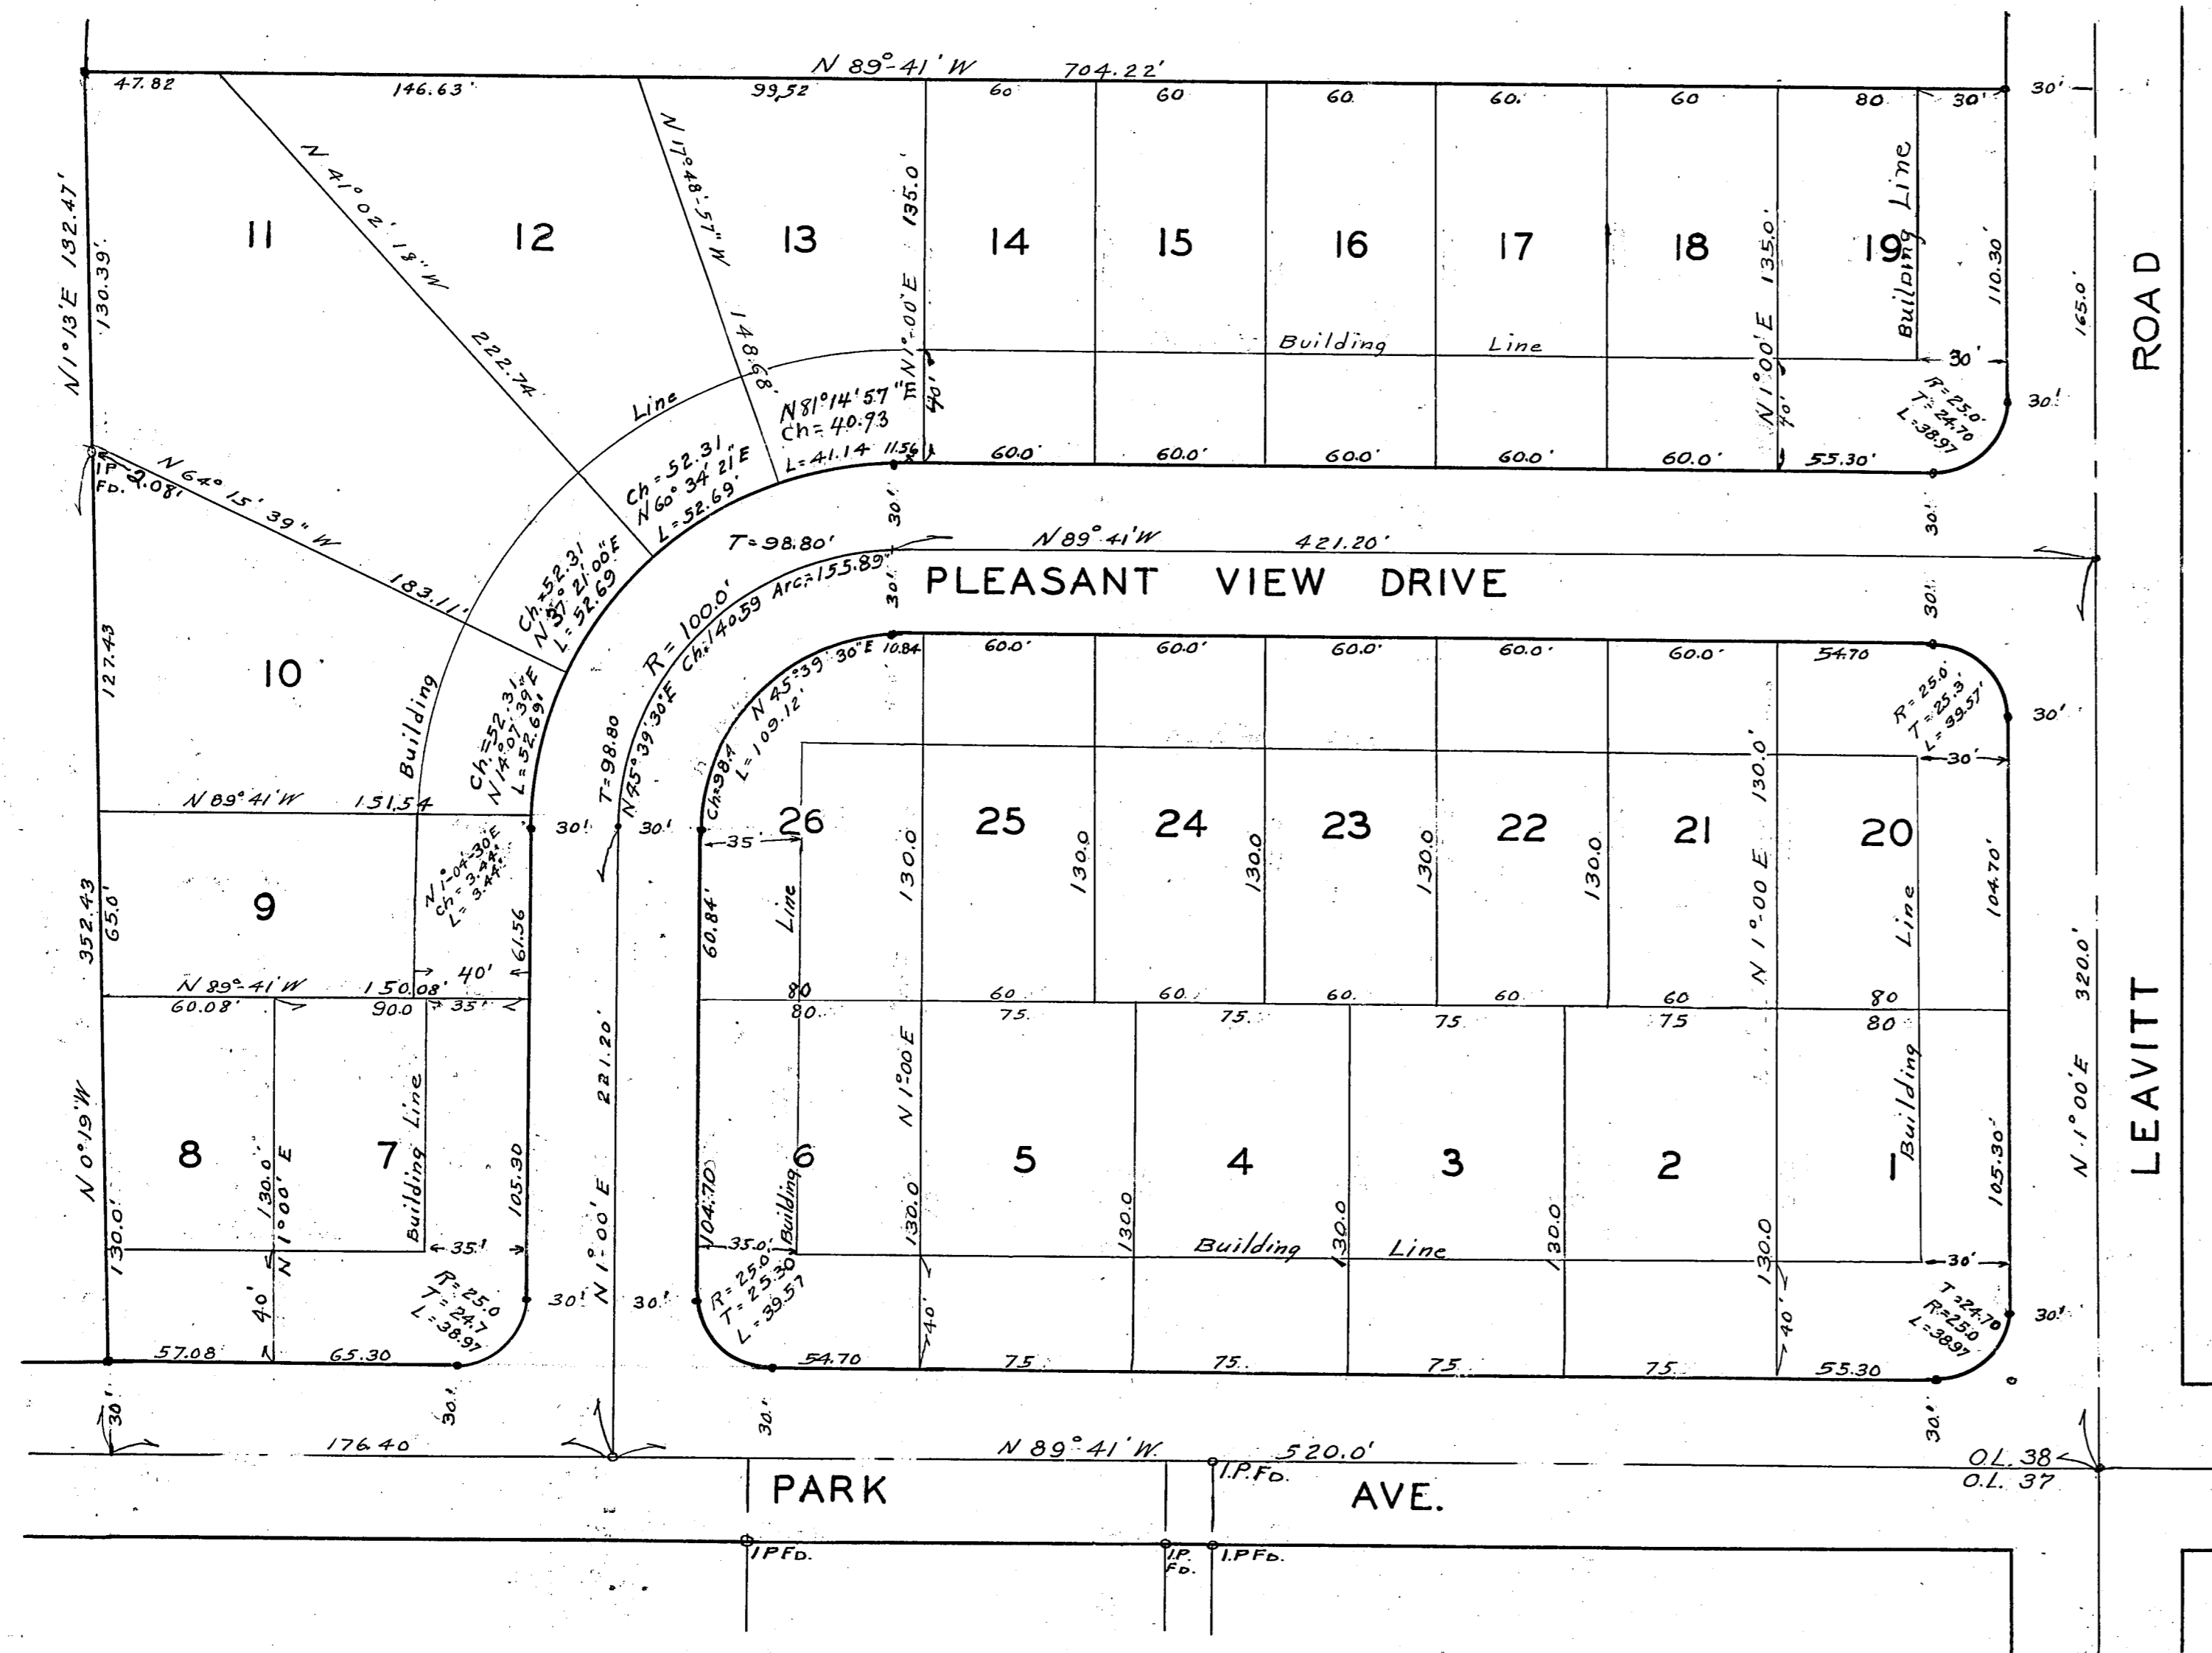 N 89°-41' W 704.22'
47.82 146.63' 99.52 60' 60 60. 60. 60 80 30' 30'
N 1° 13' E 132.47'
130.39'
11
N 41° 02' 18" W
222.74
12
N 17°-48'-57" W
148.68'
13
N 1°-00' E 135.0'
14
15
16
17
18
N 1° 00' E 135.0'
40'
19
Building Line
110.30'
165.0'
ROAD
Building Line
30'
40'
R=25.0'
T=24.70
L=38.97
30'
Line
N 81° 14' 57" E
Ch=40.93
L=41.14 11.56
60.0' 60.0' 60.0' 60.0' 60.0' 55.30'
Ch=52.31
N 60° 34' 21" E
L=52.69'
I P
FD.
2.08'
N 64° 15' 39" W
183.11'
30' 30'
T=98.80' N 89° 41' W 421.20'
Ch.=52.31
N 37° 21' 00" E
L=52.69
R=100.0'
Ch.=140.59 Arc=155.89'
N 45° 39' 30" E
30' 30'
PLEASANT VIEW DRIVE
127.43
10
Building
Ch.=52.31
N 14° 07' 39" E
L=52.69'
T=98.80
N 45°-39' 30" E 10.84
Ch=98.4
L=109.12'
60.0' 60.0' 60.0' 60.0' 60.0' 54.70
R=25.0'
T=25.3'
L=39.57'
30'
30'
N 89° 41' W 151.54
30' 30'
35
26
25
24
23
22
21
20
N 1°-04'-30" E
Ch=3.44'
L=3.44'
130.0 130.0 130.0 130.0 130.0
N 1°-00 E 130.0'
104.70'
9
352.43
65.0'
61.56
60.84'
Line
Line
40'
N 89°-41' W 150.08'
60.08' 90.0 35'
80 60 60. 60. 60 60 80
80. 75. 75. 75. 75 80
N 1° 00' E 320.0'
LEAVITT
N 0° 19' W
130.0'
8
130.0'
N 1° 00' E
7
Building Line
105.30
221.20'
N 1°-00' E
104.70
6
Building
N 1°-00 E
130.0'
5
130.0
4
130.0
3
130.0
2
130.0
1
Building
105.30'
35'
35.0'
Building Line
30'
40'
R=25.0
T=24.7
L=38.97
30' 30'
R=25.0'
T=25.30
L=39.57
40'
40'
T=24.70
R=25.0
L=38.97
30'
57.08 65.30 54.70 75. 75. 75. 75. 55.30
30' 30' 30' 30'
176.40 N 89° 41' W. 520.0' O.L. 38
O.L. 37
I.P. FD.
PARK AVE.
I P FD.
I.P.
FD.
I.P FD.